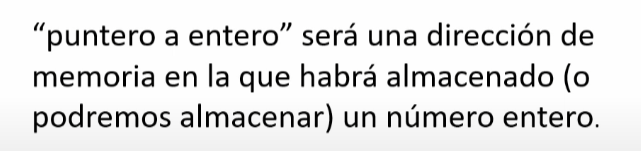 “puntero a entero” será una dirección de
memoria en la que habrá almacenado (o
podremos almacenar) un número entero.